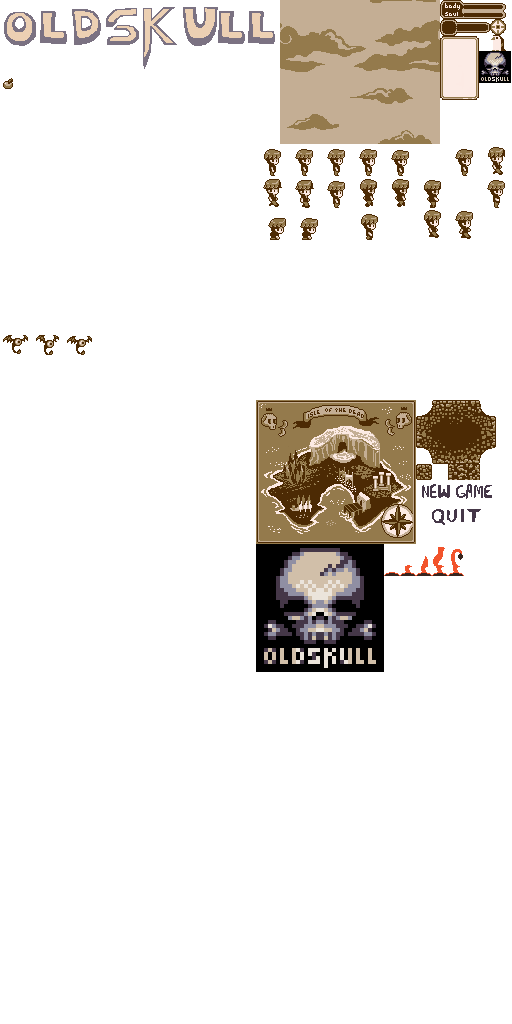 OLDSKULL
body
soul
OLDSKULL
ISLE OF THE DEAD
NEW GAME
QUIT
OLDSKULL